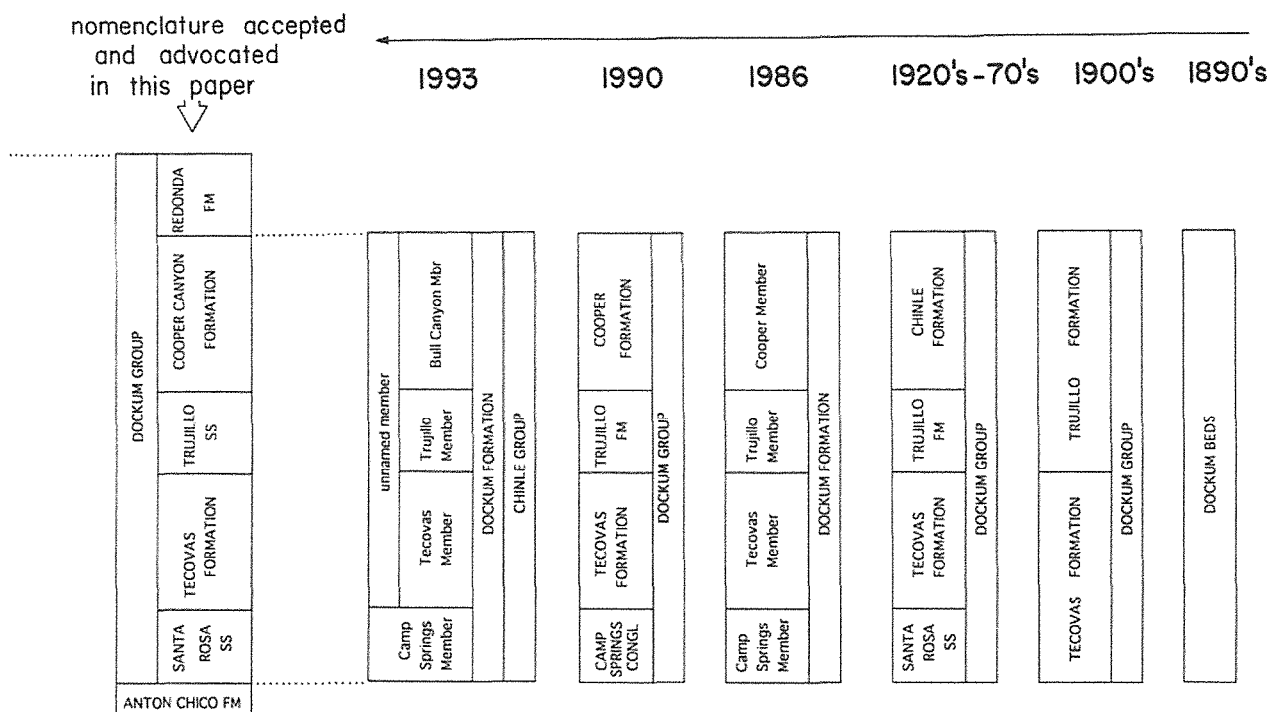 nomenclature accepted
and advocated
in this paper
1993
1990
1986
1920's-70's
1900's
1890's
DOCKUM GROUP
REDONDA
FM
COOPER CANYON
FORMATION
TRUJILLO
SS
TECOVAS
FORMATION
SANTA
ROSA
SS
ANTON CHICO FM
unnamed member
Bull Canyon Mbr
Trujillo
Member
Tecovas
Member
Camp
Springs
Member
DOCKUM FORMATION
CHINLE GROUP
COOPER
FORMATION
TRUJILLO
FM
TECOVAS
FORMATION
CAMP
SPRINGS
CONGL
DOCKUM GROUP
Cooper Member
Trujillo
Member
Tecovas
Member
Camp
Springs
Member
DOCKUM FORMATION
CHINLE
FORMATION
TRUJILLO
FM
TECOVAS
FORMATION
SANTA
ROSA
SS
DOCKUM GROUP
TRUJILLO FORMATION
TECOVAS FORMATION
DOCKUM GROUP
DOCKUM BEDS